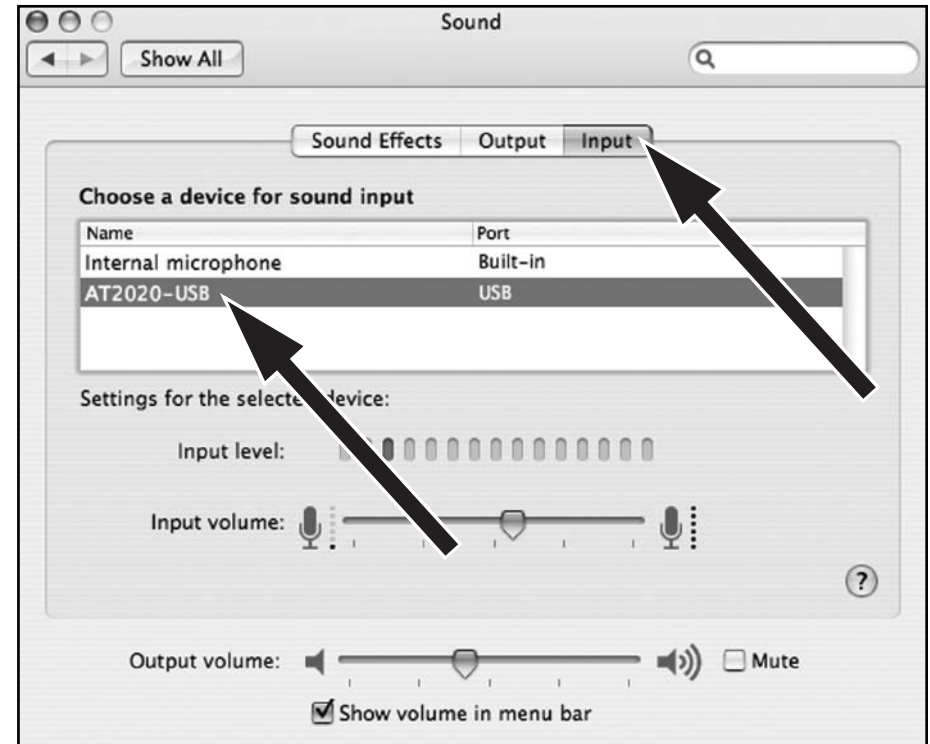 Sound
Show All
Sound Effects Output Input
Choose a device for sound input
Name Port
Internal microphone Built-in
AT2020-USB USB
Settings for the selected device:
Input level:
Input volume:
?
Output volume: Mute
Show volume in menu bar